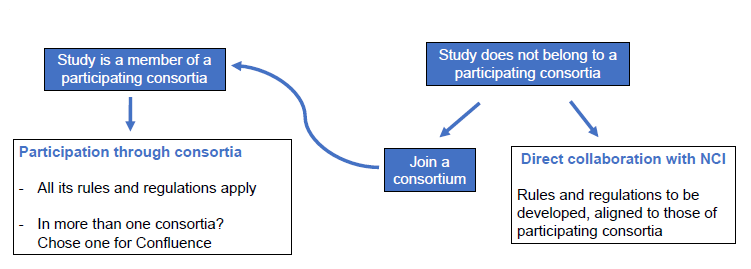 Study is a member of a
participating consortia
Study does not belong to a
participating consortia
Participation through consortia
- All its rules and regulations apply
- In more than one consortia?
Chose one for Confluence
Join a
consortium
Direct collaboration with NCI
Rules and regulations to be
developed, aligned to those of
participating consortia